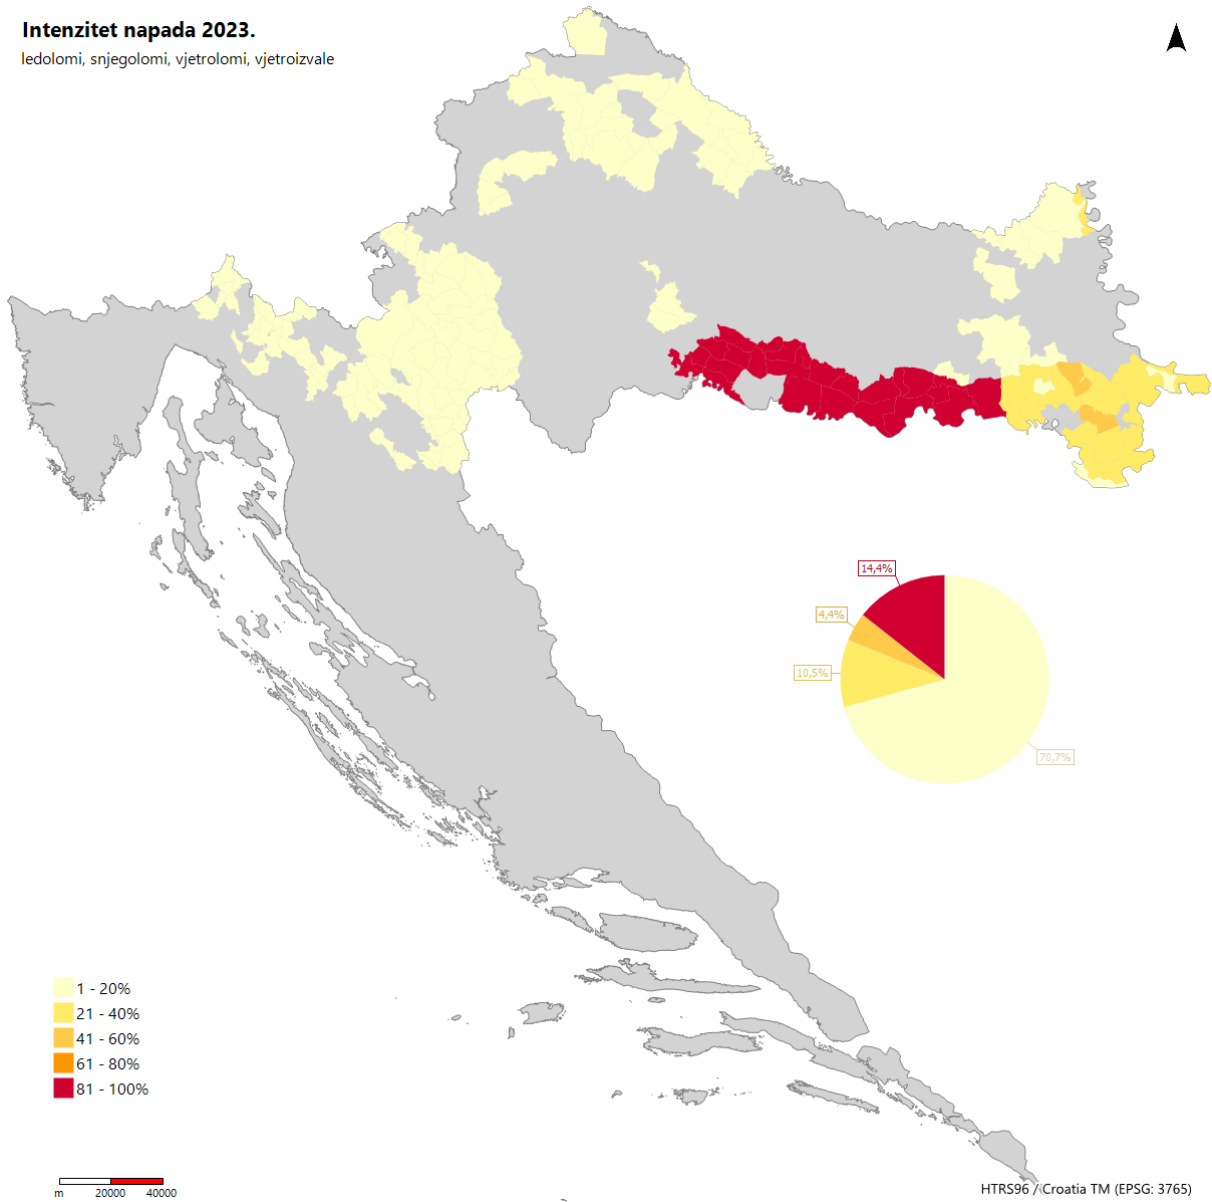 Intenzitet napada 2023.
ledolomi, snjegolomi, vjetrolomi, vjetroizvale
14,4%
4,4%
10,5%
70,7%
1 - 20%
21 - 40%
41 - 60%
61 - 80%
81 - 100%
m 20000 40000
HTRS96 / Croatia TM (EPSG: 3765)